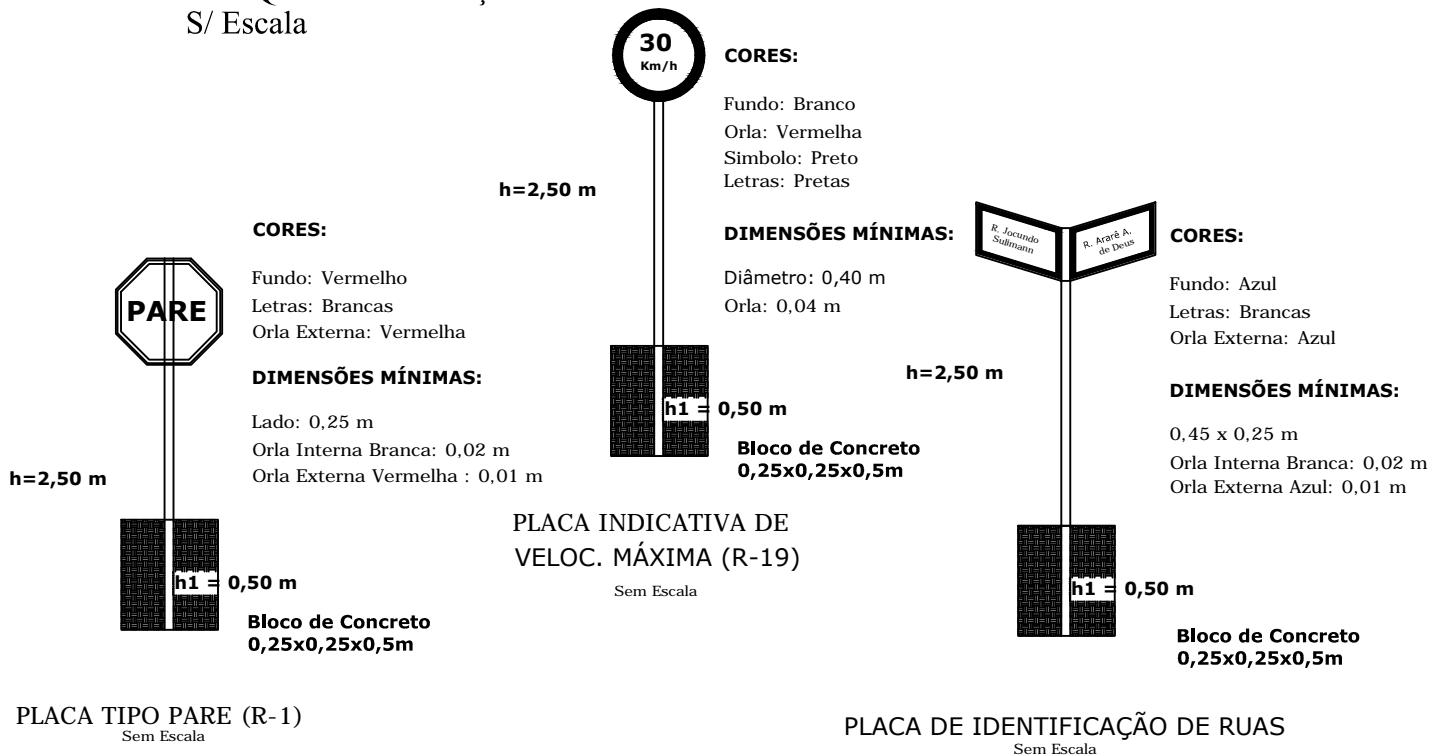 S/ Escala
30
Km/h
CORES:
Fundo: Branco
Orla: Vermelha
Simbolo: Preto
Letras: Pretas
h=2,50 m
DIMENSÕES MÍNIMAS:
Diâmetro: 0,40 m
Orla: 0,04 m
h1 = 0,50 m
Bloco de Concreto
0,25x0,25x0,5m
PLACA INDICATIVA DE
VELOC. MÁXIMA (R-19)
Sem Escala
PARE
CORES:
Fundo: Vermelho
Letras: Brancas
Orla Externa: Vermelha
DIMENSÕES MÍNIMAS:
Lado: 0,25 m
Orla Interna Branca: 0,02 m
Orla Externa Vermelha : 0,01 m
h=2,50 m
h1 = 0,50 m
Bloco de Concreto
0,25x0,25x0,5m
PLACA TIPO PARE (R-1)
Sem Escala
R. Jocundo
Sulimann
R. Ararê A.
de Deus
CORES:
Fundo: Azul
Letras: Brancas
Orla Externa: Azul
h=2,50 m
DIMENSÕES MÍNIMAS:
0,45 x 0,25 m
Orla Interna Branca: 0,02 m
Orla Externa Azul: 0,01 m
h1 = 0,50 m
Bloco de Concreto
0,25x0,25x0,5m
PLACA DE IDENTIFICAÇÃO DE RUAS
Sem Escala